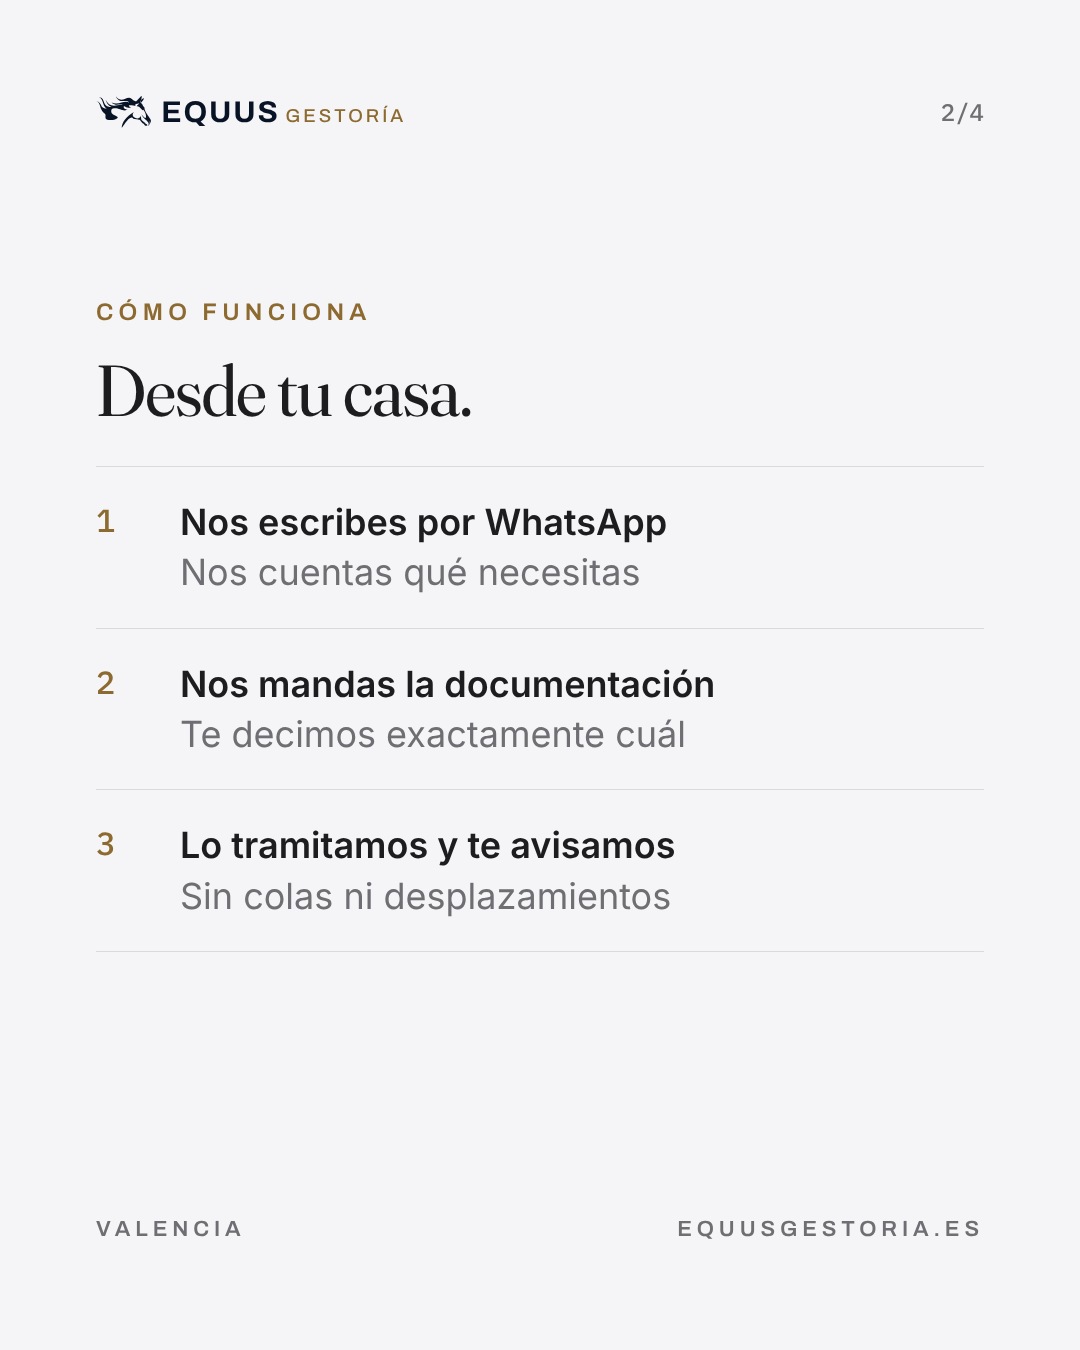 EQUUS GESTORÍA
2/4
CÓMO FUNCIONA
Desde tu casa.
1 Nos escribes por WhatsApp
Nos cuentas qué necesitas
2 Nos mandas la documentación
Te decimos exactamente cuál
3 Lo tramitamos y te avisamos
Sin colas ni desplazamientos
VALENCIA
EQUUSGESTORIA.ES